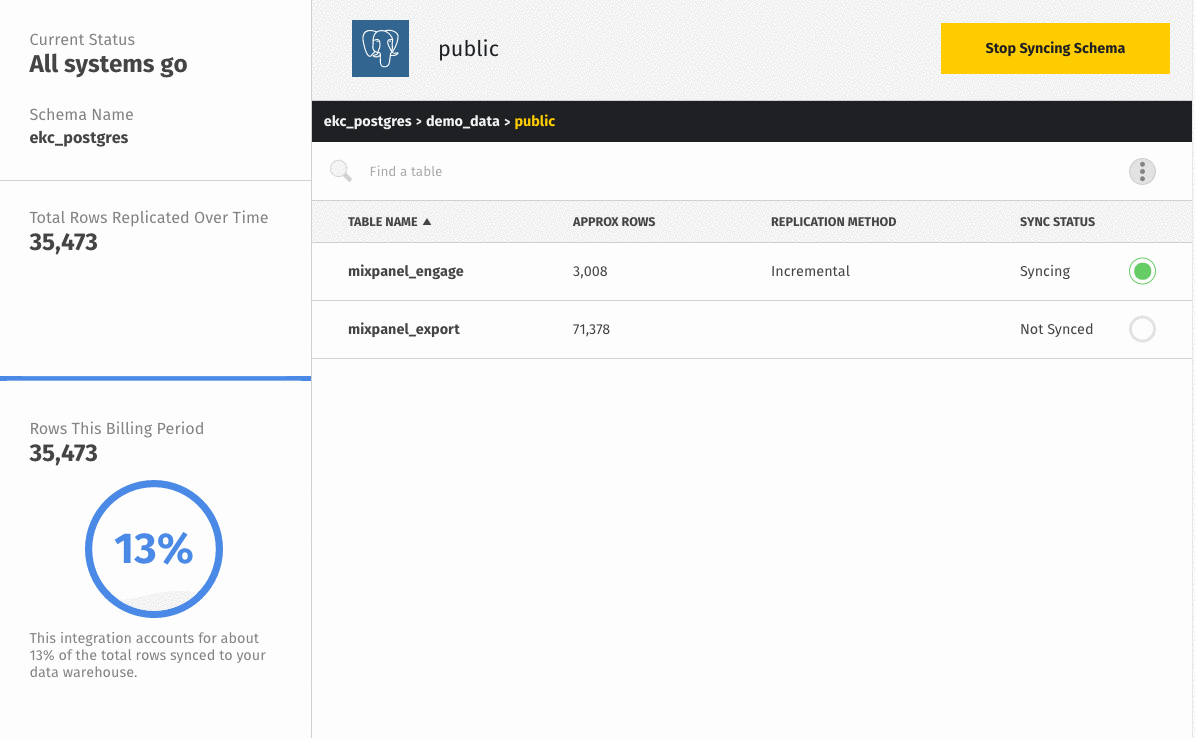 Current Status
All systems go
Schema Name
ekc_postgres
Total Rows Replicated Over Time
35,473
Rows This Billing Period
35,473
13%
This integration accounts for about
13% of the total rows synced to your
data warehouse.
public
Stop Syncing Schema
ekc_postgres > demo_data > public
Find a table
TABLE NAME ▲ APPROX ROWS REPLICATION METHOD SYNC STATUS
mixpanel_engage 3,008 Incremental Syncing
mixpanel_export 71,378 Not Synced